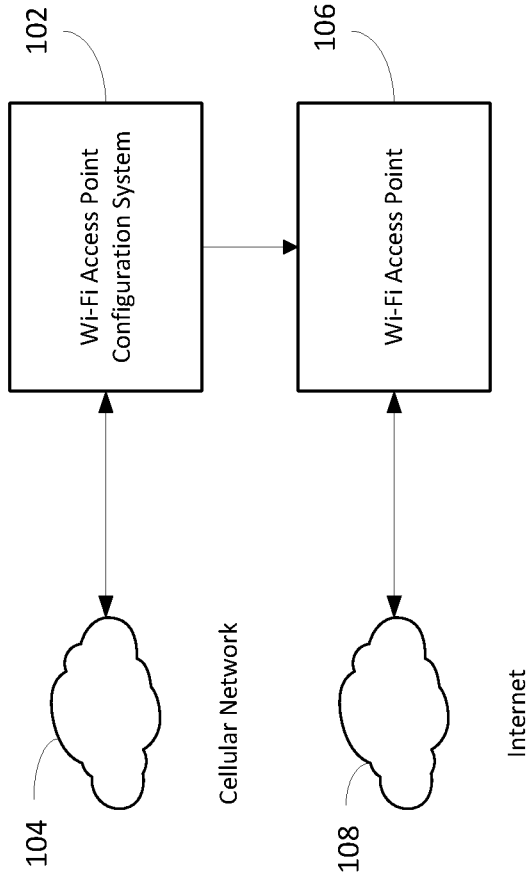 102
Wi-Fi Access Point
Configuration System
104
Cellular Network
106
Wi-Fi Access Point
108
Internet